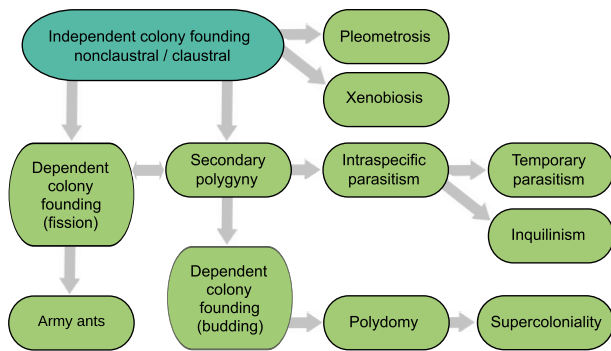 Independent colony founding
nonclaustral / claustral
Pleometrosis
Xenobiosis
Dependent
colony
founding
(fission)
Secondary
polygyny
Intraspecific
parasitism
Temporary
parasitism
Inquilinism
Dependent
colony
founding
(budding)
Army ants
Polydomy
Supercoloniality